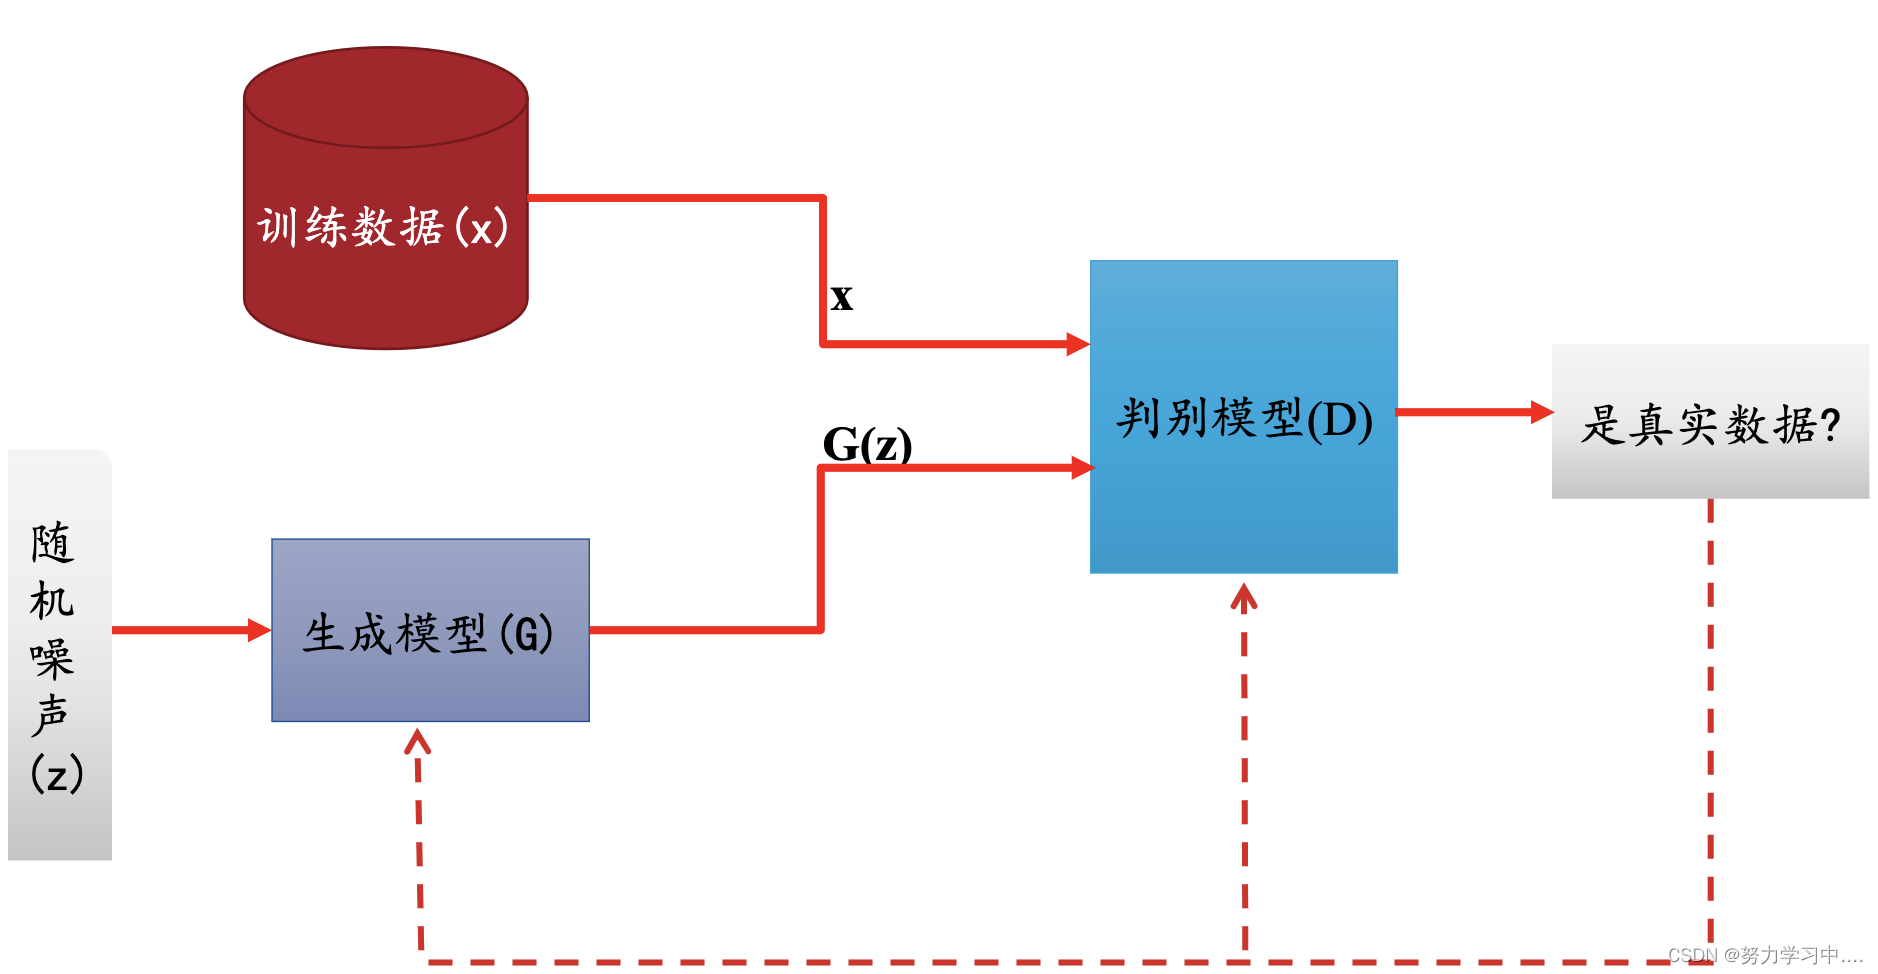 训练数据(x)
x
G(z)
判别模型(D)
是真实数据?
随
机
噪
声
(z)
生成模型(G)
CSDN @努力学习中....